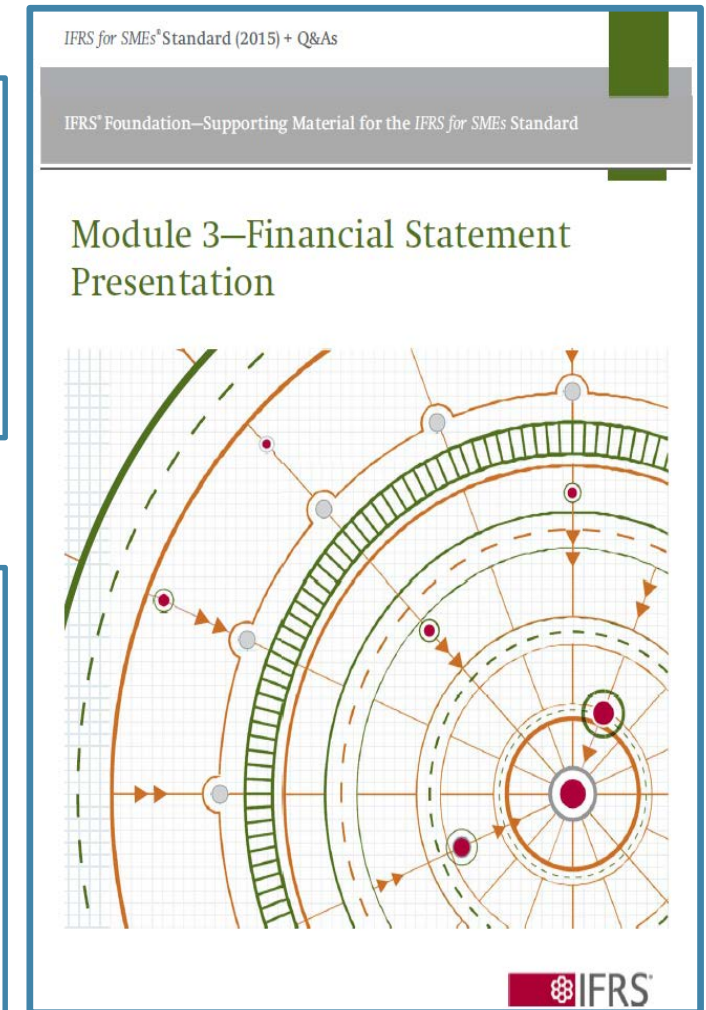 IFRS for SMEs® Standard (2015) + Q&As
IFRS® Foundation—Supporting Material for the IFRS for SMEs Standard
Module 3—Financial Statement
Presentation
IFRS®